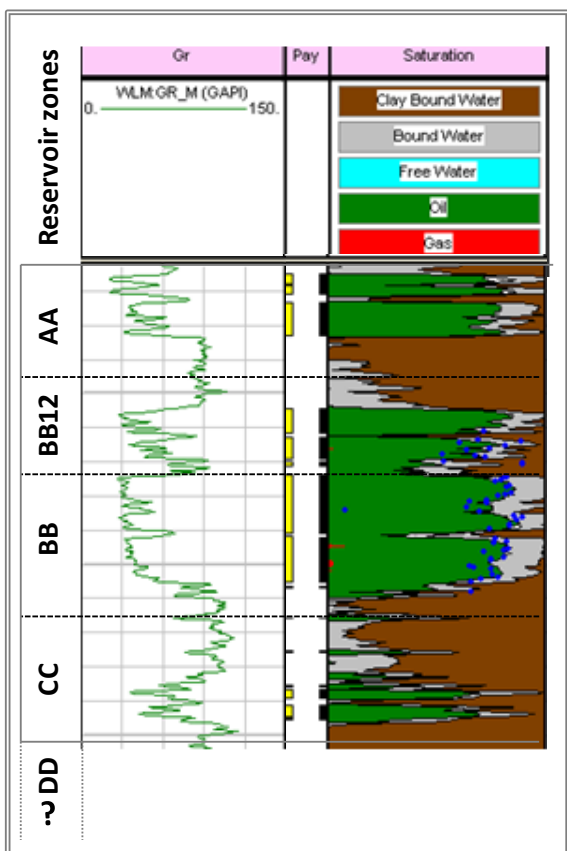 Gr
Pay
Saturation
Reservoir zones
WLM:GR_M (GAPI)
0.
150.
Clay Bound Water
Bound Water
Free Water
Oil
Gas
AA
BB12
BB
CC
DD